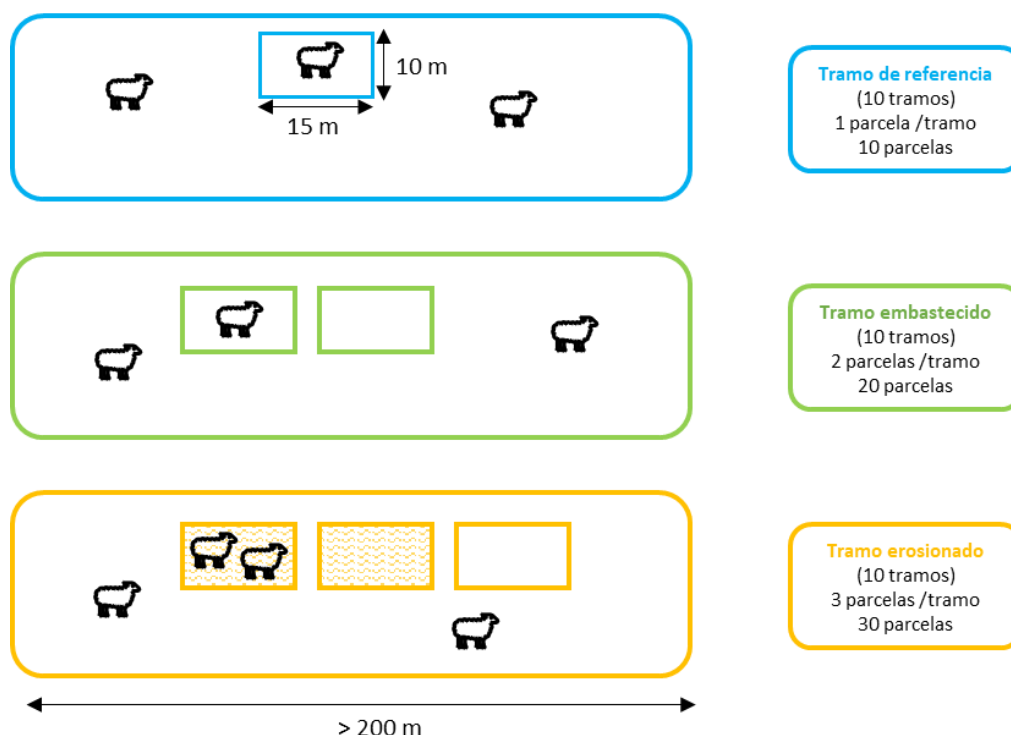 10 m
15 m
Tramo de referencia
(10 tramos)
1 parcela /tramo
10 parcelas
Tramo embastecido
(10 tramos)
2 parcelas /tramo
20 parcelas
Tramo erosionado
(10 tramos)
3 parcelas /tramo
30 parcelas
> 200 m